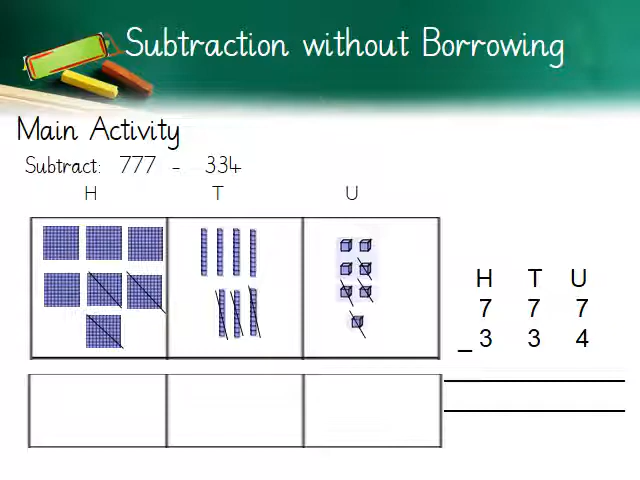 Subtraction without Borrowing
Main Activity
Subtract: 777 - 334
H T U
H T U
7 7 7
_ 3 3 4